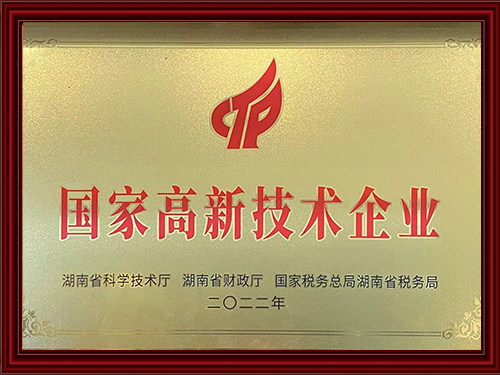 CTP
国家高新技术企业
湖南省科学技术厅 湖南省财政厅 国家税务总局湖南省税务局
二〇二二年